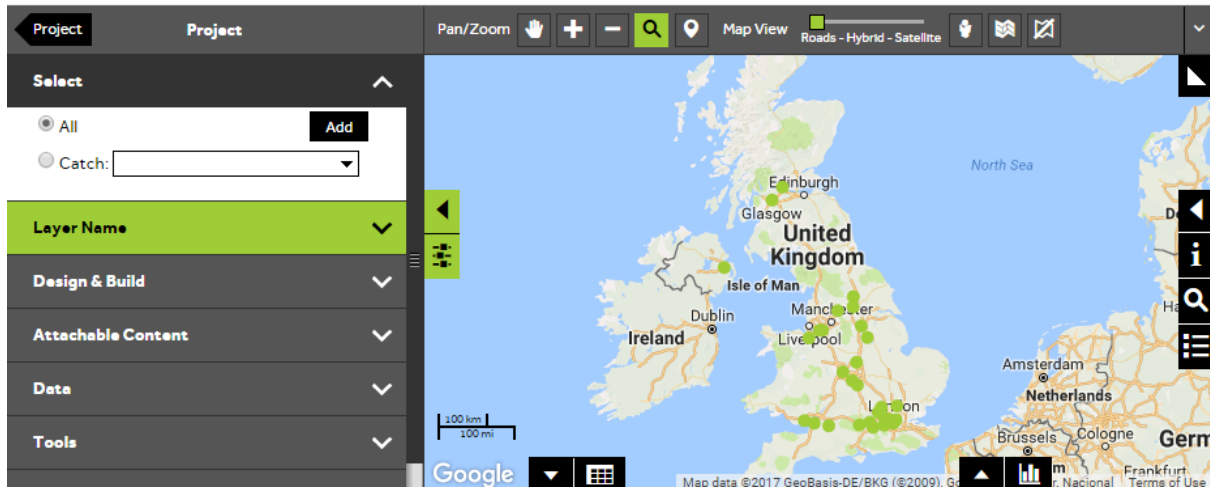 Project
Project
Select
All
Add
Catch:
Layer Name
Design & Build
Attachable Content
Data
Tools
Pan/Zoom
Map View
Roads - Hybrid - Satellite
North Sea
Edinburgh
Glasgow
United
Kingdom
Isle of Man
Dublin
Ireland
Manchester
Liverpool
London
Amsterdam
Netherlands
Brussels
Cologne
Germ
Frankfurt
100 km
100 mi
Google
Map data ©2017 GeoBasis-DE/BKG (©2009), Go
Nacional
Terms of Use